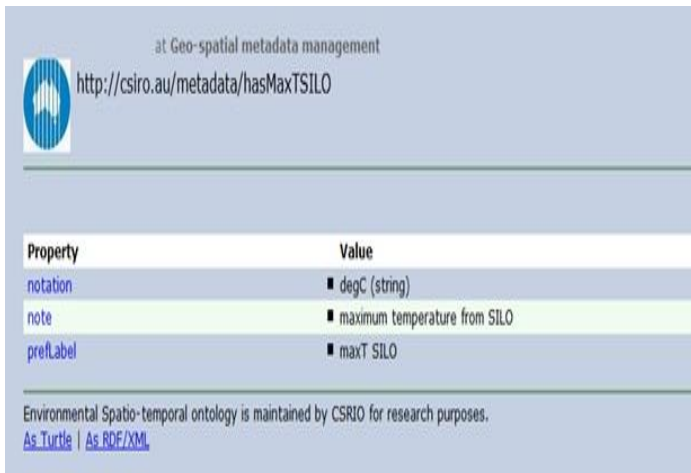 at Geo-spatial metadata management
http://csiro.au/metadata/hasMaxTSILO
Property Value
notation ■ degC (string)
note ■ maximum temperature from SILO
prefLabel ■ maxT SILO
Environmental Spatio-temporal ontology is maintained by CSRIO for research purposes.
As Turtle | As RDF/XML